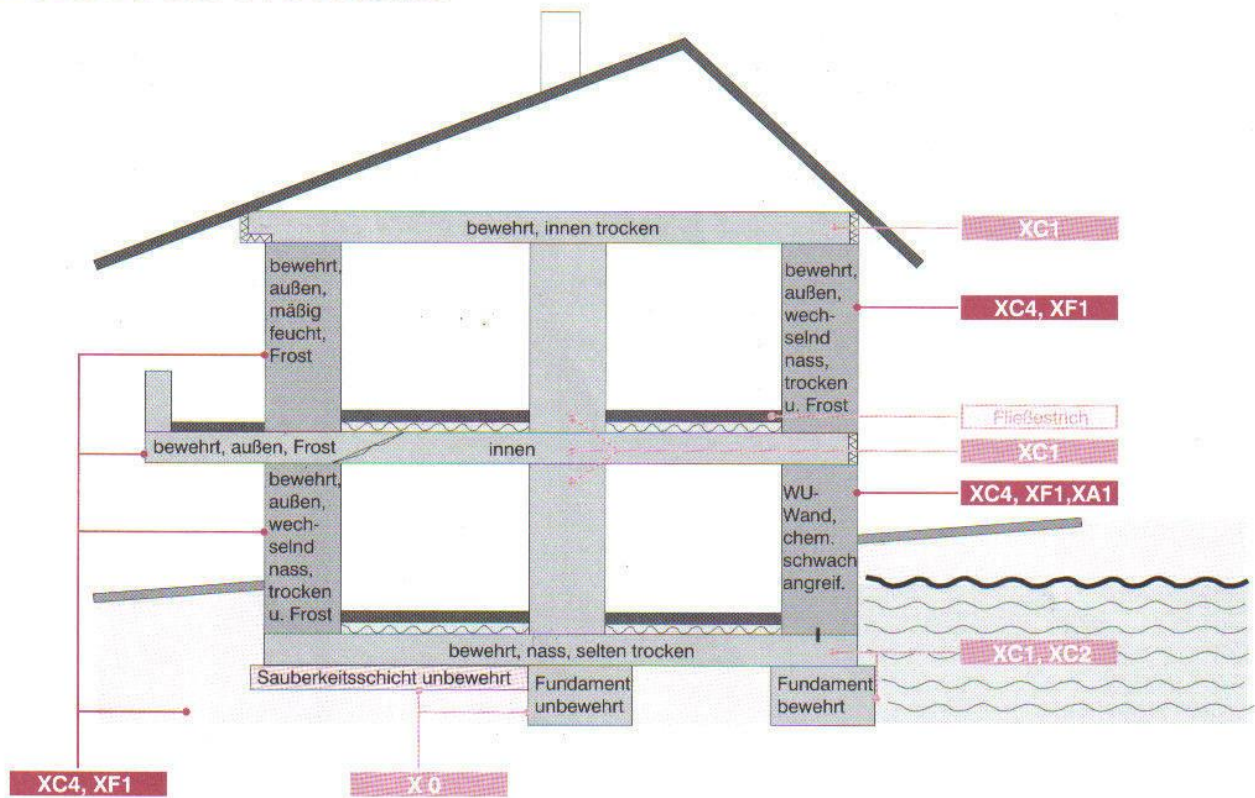 bewehrt, innen trocken
XC1
bewehrt,
außen,
mäßig
feucht,
Frost
bewehrt,
außen,
wech-
selnd
nass,
trocken
u. Frost
XC4, XF1
Fließestrich
bewehrt, außen, Frost
innen
XC1
bewehrt,
außen,
wech-
selnd
nass,
trocken
u. Frost
WU-
Wand,
chem.
schwach
angreif.
XC4, XF1,XA1
bewehrt, nass, selten trocken
XC1, XC2
Sauberkeitsschicht unbewehrt
Fundament
unbewehrt
Fundament
bewehrt
XC4, XF1
X 0